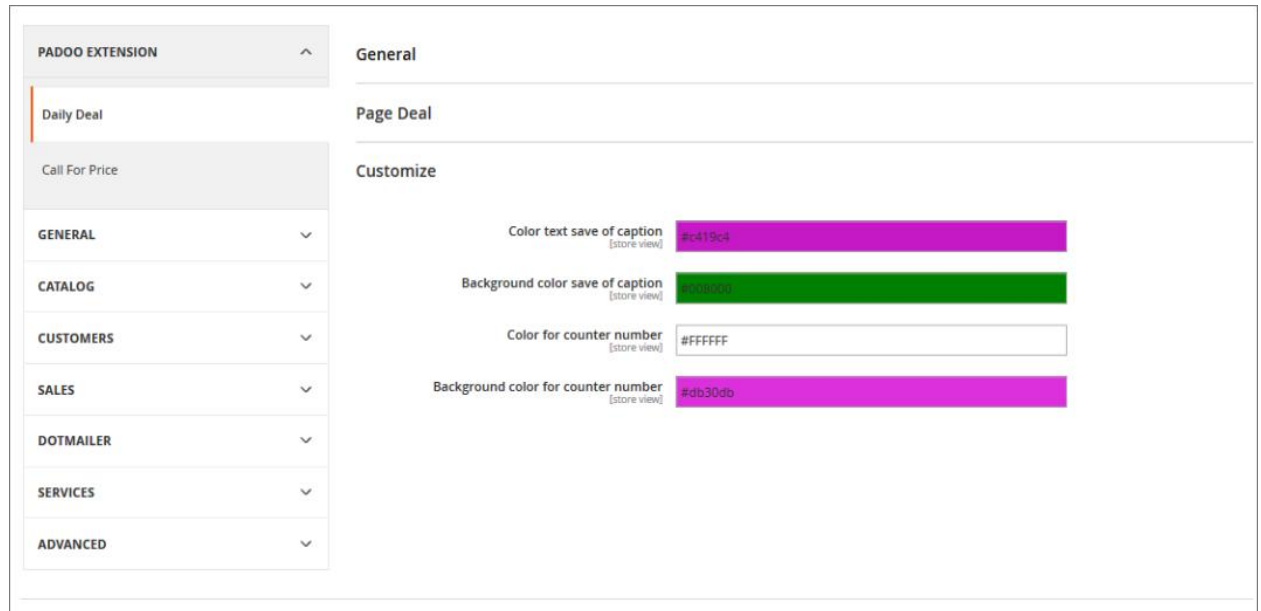 PADOO EXTENSION
Daily Deal
Call For Price
GENERAL
CATALOG
CUSTOMERS
SALES
DOTMAILER
SERVICES
ADVANCED
General
Page Deal
Customize
Color text save of caption
[store view]
#c419c4
Background color save of caption
[store view]
#008000
Color for counter number
[store view]
#FFFFFF
Background color for counter number
[store view]
#db30db